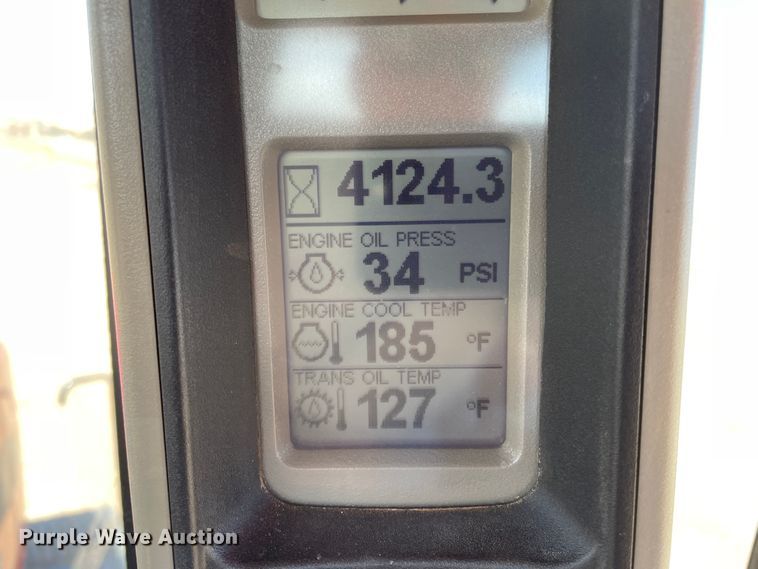 4124.3
ENGINE OIL PRESS
34 PSI
ENGINE COOL TEMP
185 °F
TRANS OIL TEMP
127 °F
Purple Wave Auction